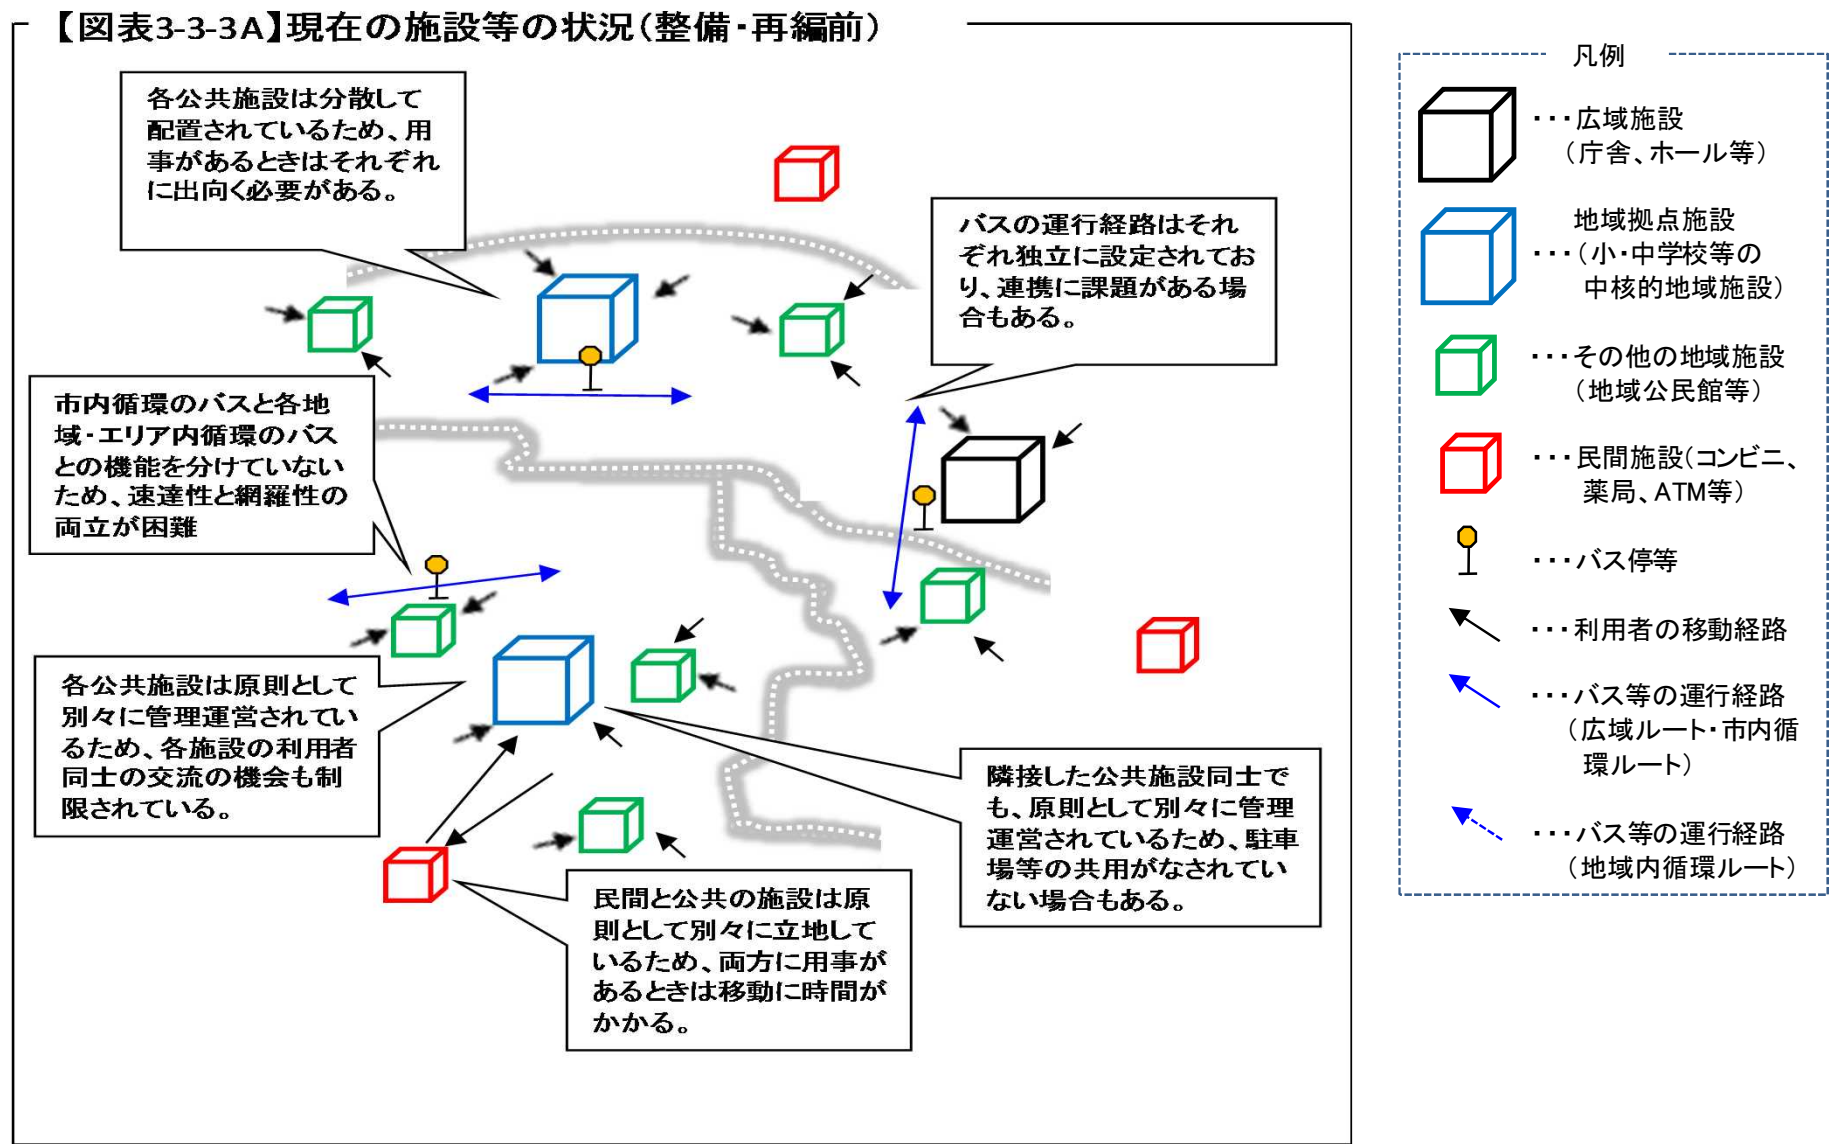 【図表3-3-3A】現在の施設等の状況（整備・再編前）
各公共施設は分散して
配置されているため、用
事があるときはそれぞれ
に出向く必要がある。
バスの運行経路はそれ
ぞれ独立に設定されてお
り、連携に課題がある場
合もある。
市内循環のバスと各地
域・エリア内循環のバス
との機能を分けていない
ため、速達性と網羅性の
両立が困難
各公共施設は原則として
別々に管理運営されてい
るため、各施設の利用者
同士の交流の機会も制
限されている。
隣接した公共施設同士で
も、原則として別々に管理
運営されているため、駐車
場等の共用がなされてい
ない場合もある。
民間と公共の施設は原
則として別々に立地して
いるため、両方に用事が
あるときは移動に時間が
かかる。
凡例
・・・広域施設
（庁舎、ホール等）
地域拠点施設
・・・（小・中学校等の
中核的地域施設）
・・・その他の地域施設
（地域公民館等）
・・・民間施設（コンビニ、
薬局、ATM等）
・・・バス停等
・・・利用者の移動経路
・・・バス等の運行経路
（広域ルート・市内循
環ルート）
・・・バス等の運行経路
（地域内循環ルート）